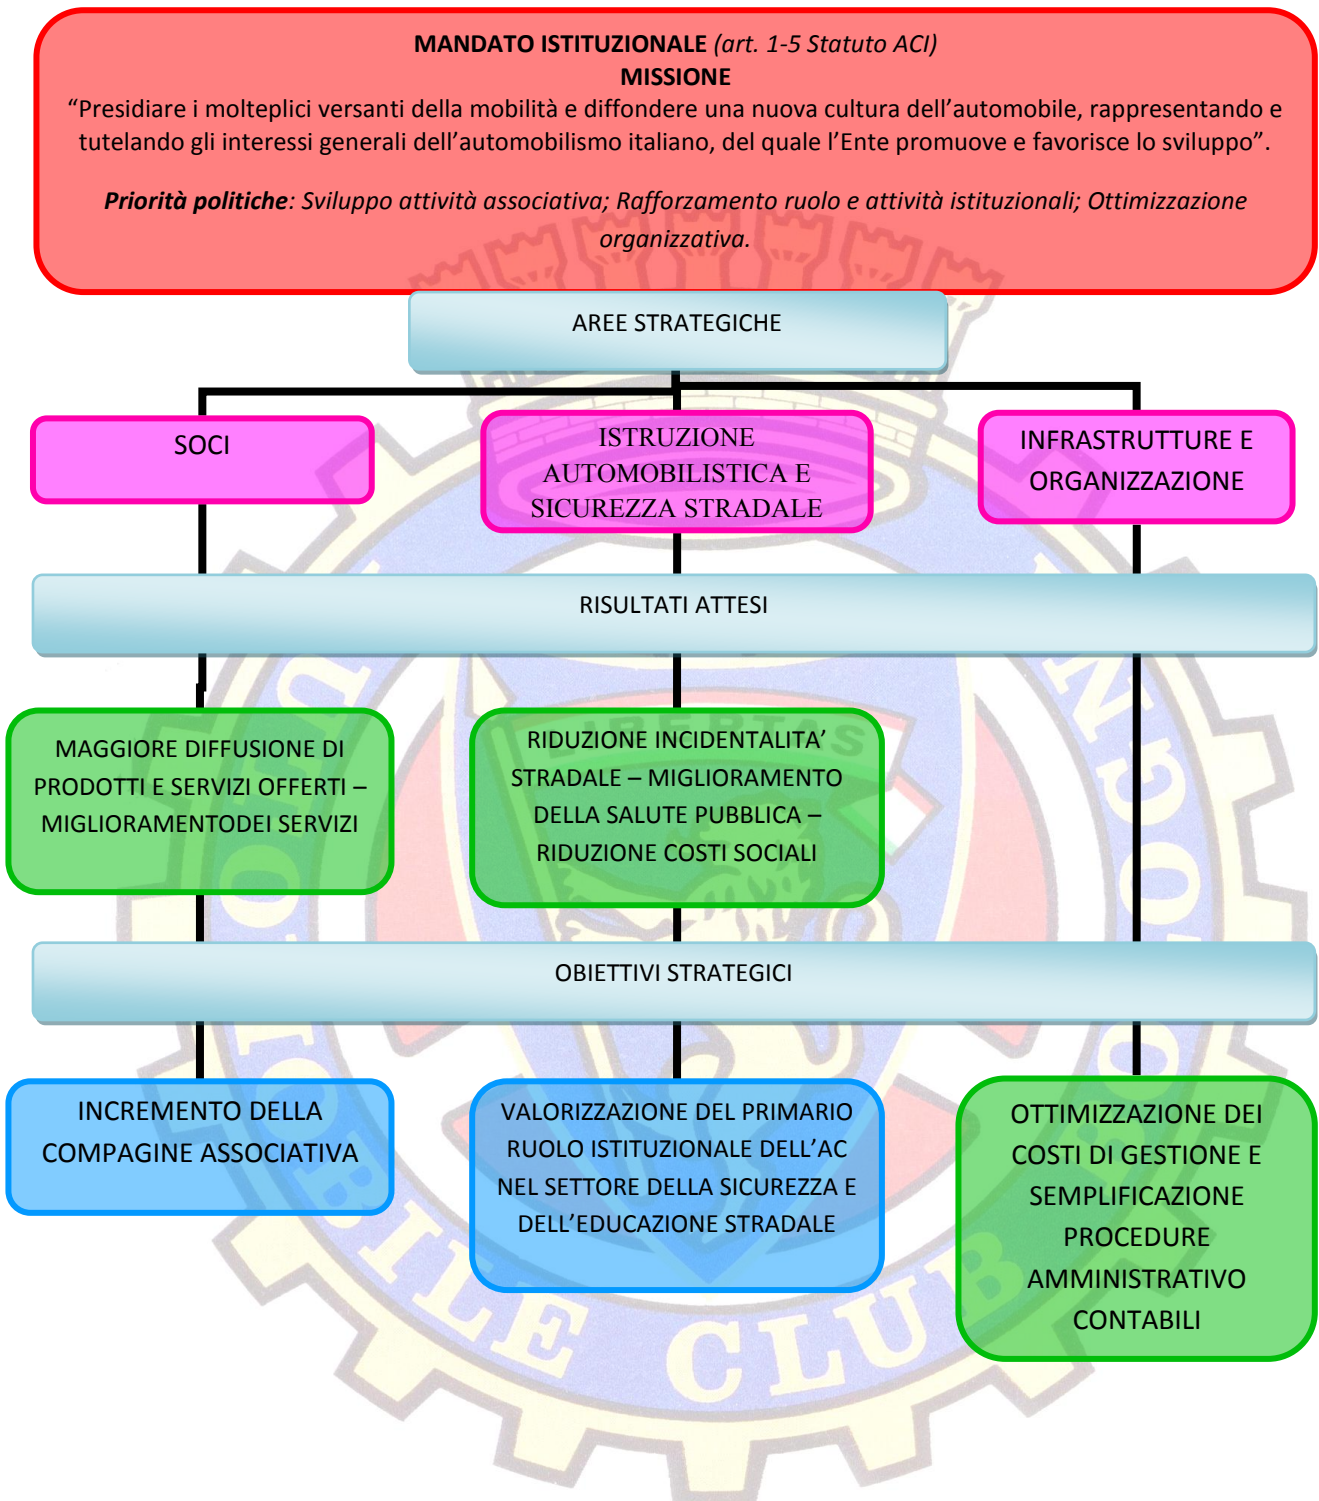 MANDATO ISTITUZIONALE (art. 1-5 Statuto ACI)
MISSIONE
“Presidiare i molteplici versanti della mobilità e diffondere una nuova cultura dell’automobile, rappresentando e
tutelando gli interessi generali dell’automobilismo italiano, del quale l’Ente promuove e favorisce lo sviluppo”.
Priorità politiche: Sviluppo attività associativa; Rafforzamento ruolo e attività istituzionali; Ottimizzazione
organizzativa.
AREE STRATEGICHE
SOCI
ISTRUZIONE
AUTOMOBILISTICA E
SICUREZZA STRADALE
INFRASTRUTTURE E
ORGANIZZAZIONE
RISULTATI ATTESI
MAGGIORE DIFFUSIONE DI
PRODOTTI E SERVIZI OFFERTI –
MIGLIORAMENTODEI SERVIZI
RIDUZIONE INCIDENTALITA’
STRADALE – MIGLIORAMENTO
DELLA SALUTE PUBBLICA –
RIDUZIONE COSTI SOCIALI
OBIETTIVI STRATEGICI
INCREMENTO DELLA
COMPAGINE ASSOCIATIVA
VALORIZZAZIONE DEL PRIMARIO
RUOLO ISTITUZIONALE DELL’AC
NEL SETTORE DELLA SICUREZZA E
DELL’EDUCAZIONE STRADALE
OTTIMIZZAZIONE DEI
COSTI DI GESTIONE E
SEMPLIFICAZIONE
PROCEDURE
AMMINISTRATIVO
CONTABILI
LIBERTAS
CLUB